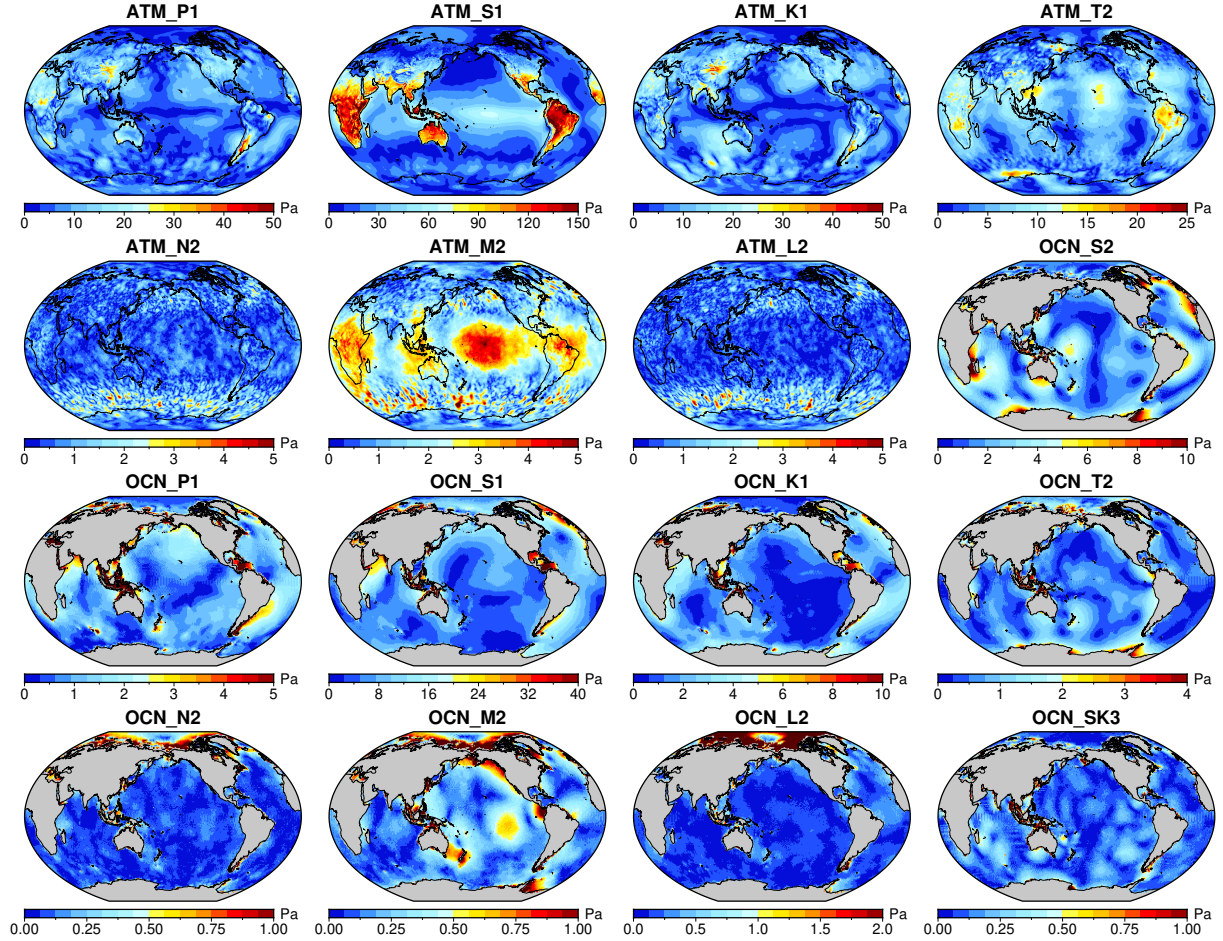 ATM_P1 ATM_S1 ATM_K1 ATM_T2
0 10 20 30 40 50 Pa 0 30 60 90 120 150 Pa 0 10 20 30 40 50 Pa 0 5 10 15 20 25 Pa
ATM_N2 ATM_M2 ATM_L2 OCN_S2
0 1 2 3 4 5 Pa 0 1 2 3 4 5 Pa 0 1 2 3 4 5 Pa 0 2 4 6 8 10 Pa
OCN_P1 OCN_S1 OCN_K1 OCN_T2
0 1 2 3 4 5 Pa 0 8 16 24 32 40 Pa 0 2 4 6 8 10 Pa 0 1 2 3 4 Pa
OCN_N2 OCN_M2 OCN_L2 OCN_SK3
0.00 0.25 0.50 0.75 1.00 Pa 0.00 0.25 0.50 0.75 1.00 Pa 0.0 0.5 1.0 1.5 2.0 Pa 0.00 0.25 0.50 0.75 1.00 Pa